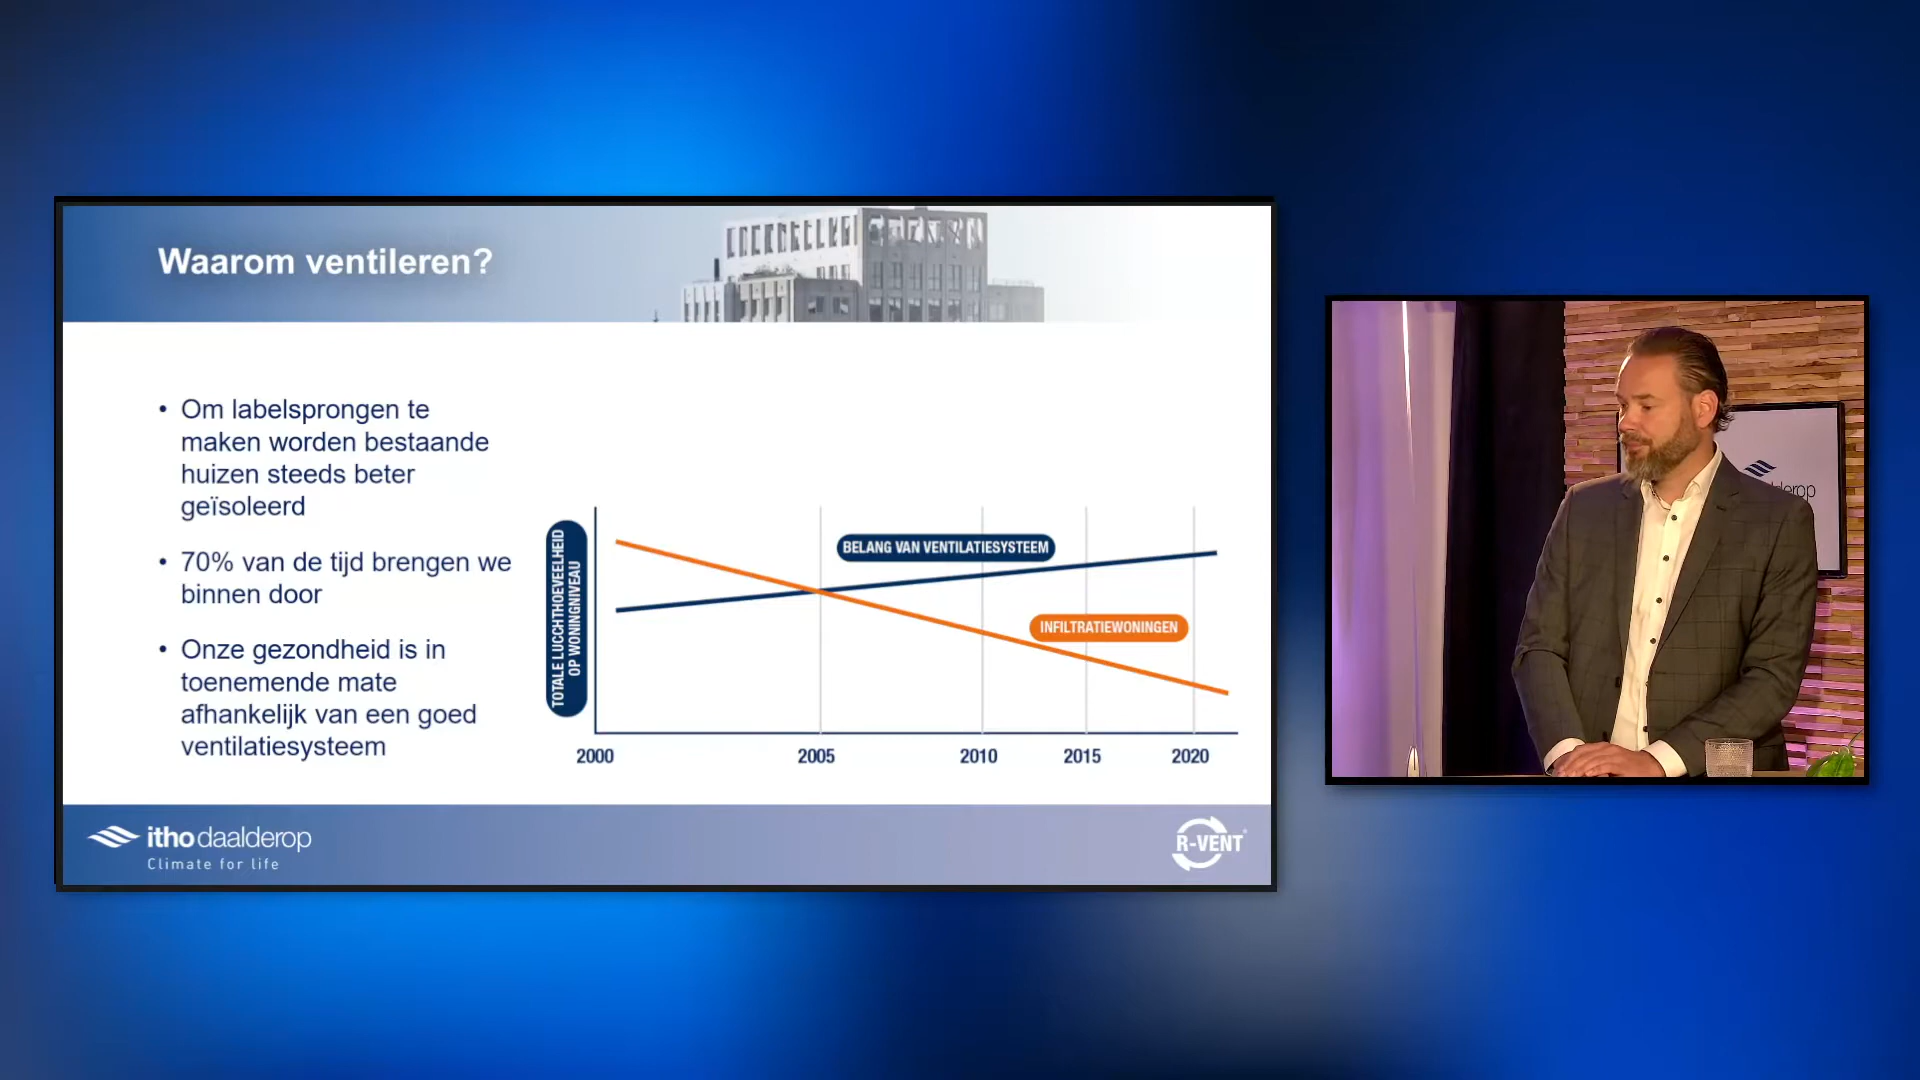 Waarom ventileren?
• Om labelsprongen te
maken worden bestaande
huizen steeds beter
geïsoleerd
• 70% van de tijd brengen we
binnen door
• Onze gezondheid is in
toenemende mate
afhankelijk van een goed
ventilatiesysteem
TOTALE LUCCHTHOEVEELHEID
OP WONINGNIVEAU
BELANG VAN VENTILATIESYSTEEM
INFILTRATIEWONINGEN
2000 2005 2010 2015 2020
itho daalderop
Climate for life
R-VENT